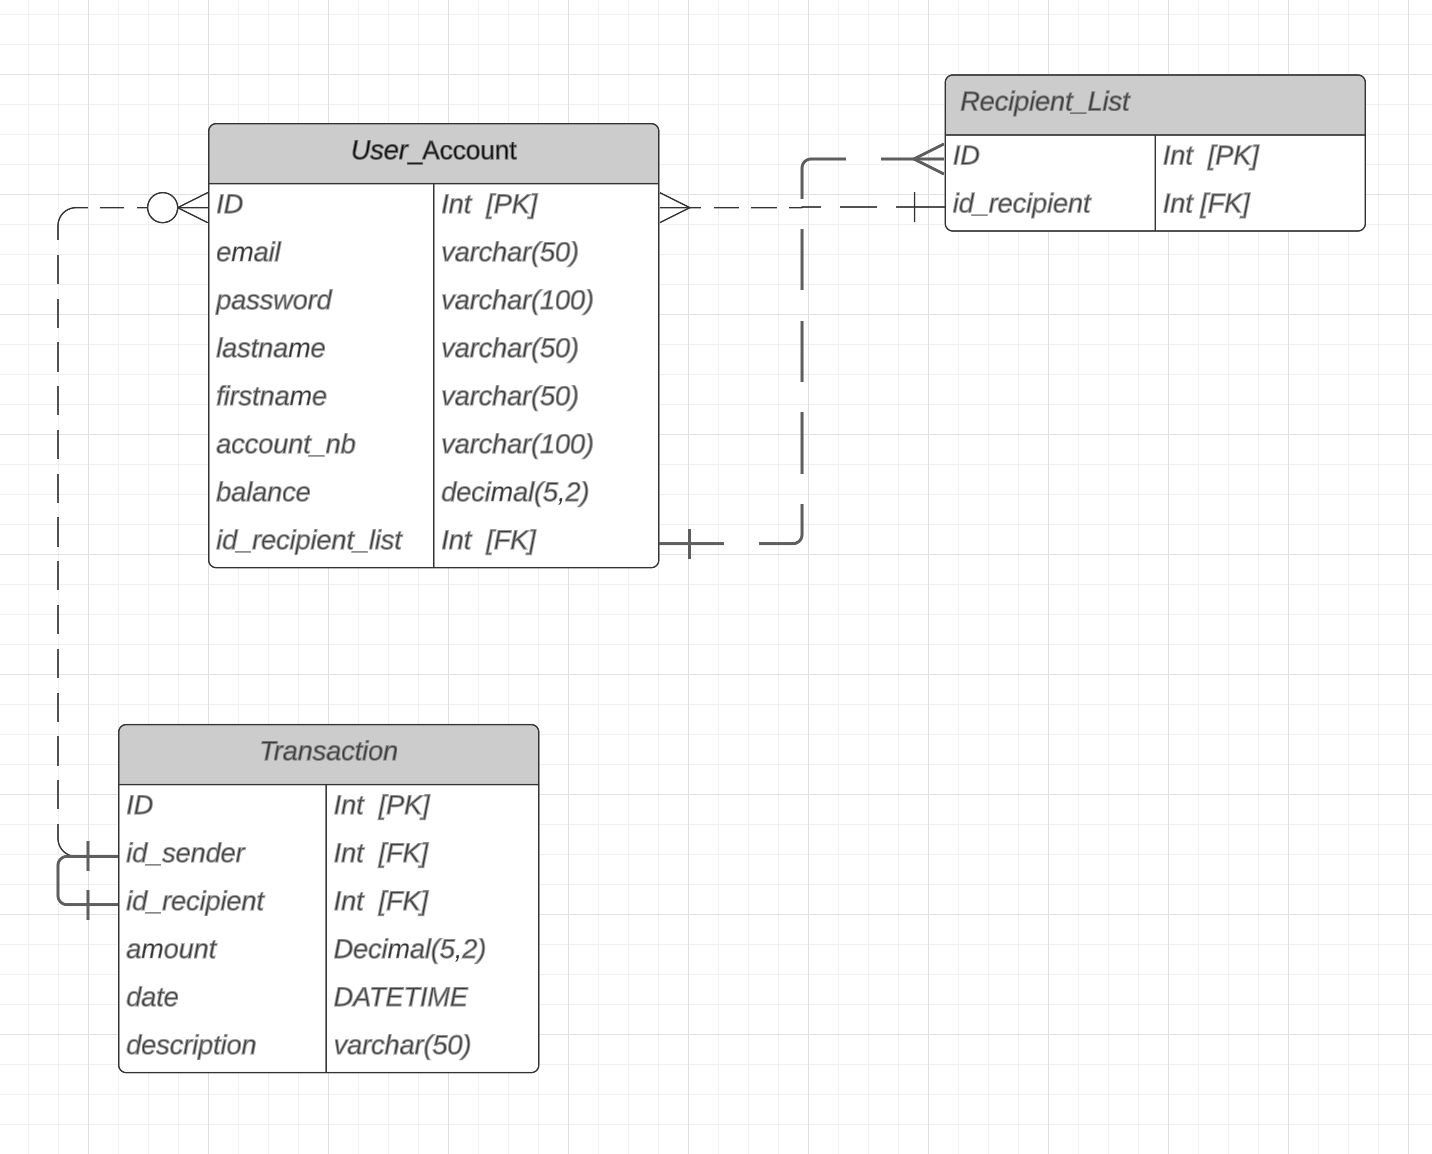 Recipient_List
ID Int [PK]
id_recipient Int [FK]
User_Account
ID Int [PK]
email varchar(50)
password varchar(100)
lastname varchar(50)
firstname varchar(50)
account_nb varchar(100)
balance decimal(5,2)
id_recipient_list Int [FK]
Transaction
ID Int [PK]
id_sender Int [FK]
id_recipient Int [FK]
amount Decimal(5,2)
date DATETIME
description varchar(50)